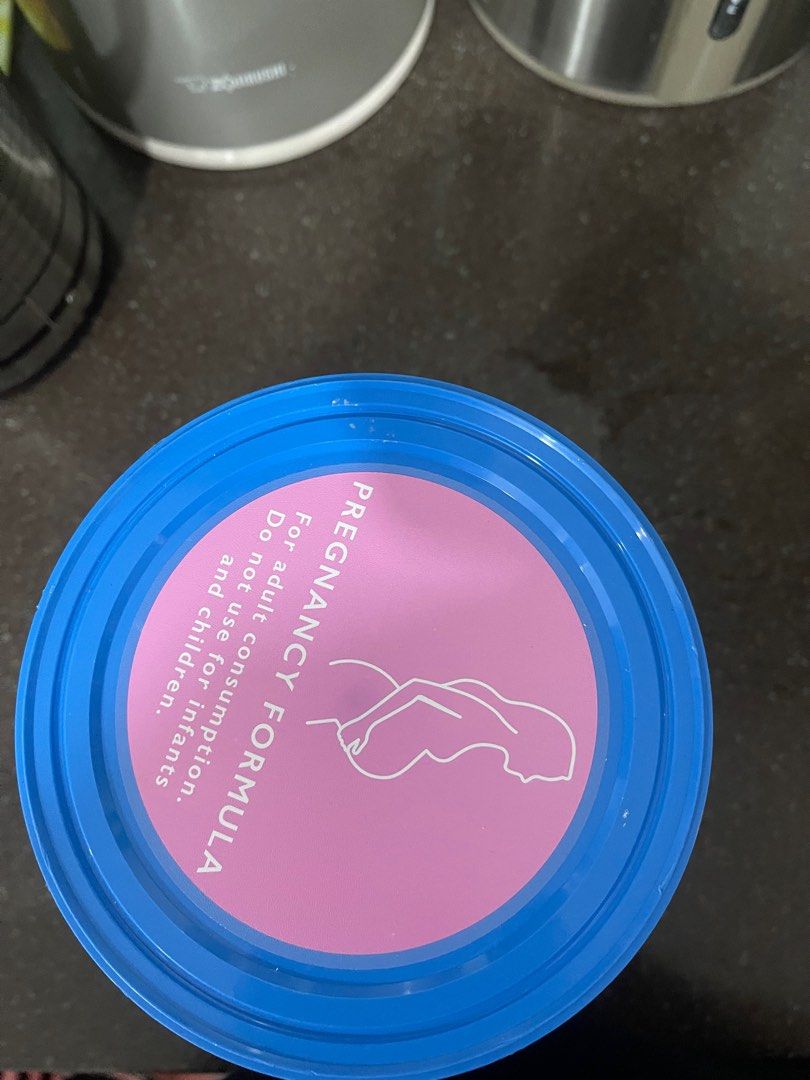 PREGNANCY FORMULA
For adult consumption.
Do not use for infants
and children.